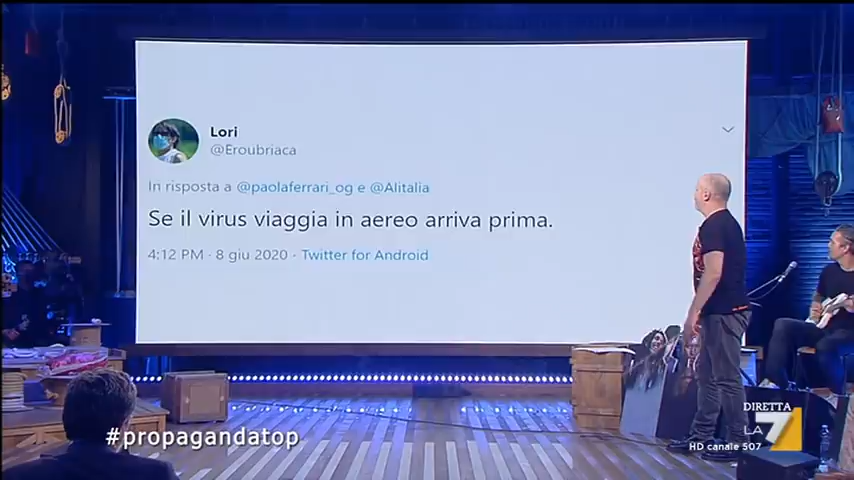 Lori
@Eroubriaca
In risposta a @paolaferrari_og e @Alitalia
Se il virus viaggia in aereo arriva prima.
4:12 PM · 8 giu 2020 · Twitter for Android
#propagandatop
DIRETTA
LA 7
HD canale 507